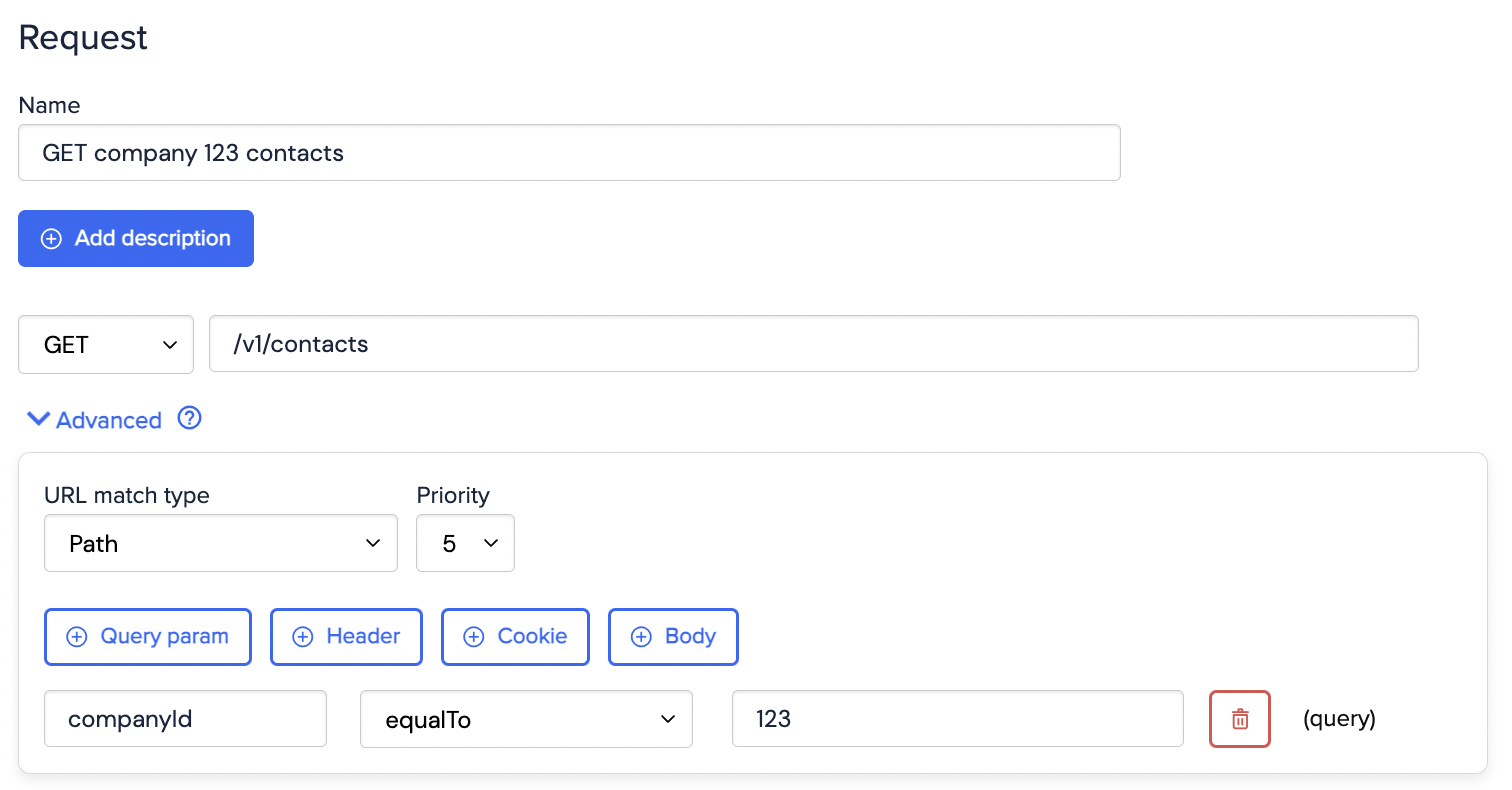 Request
Name
GET company 123 contacts
Add description
GET /v1/contacts
Advanced ?
URL match type Priority
Path 5
Query param Header Cookie Body
companyId equalTo 123 (query)